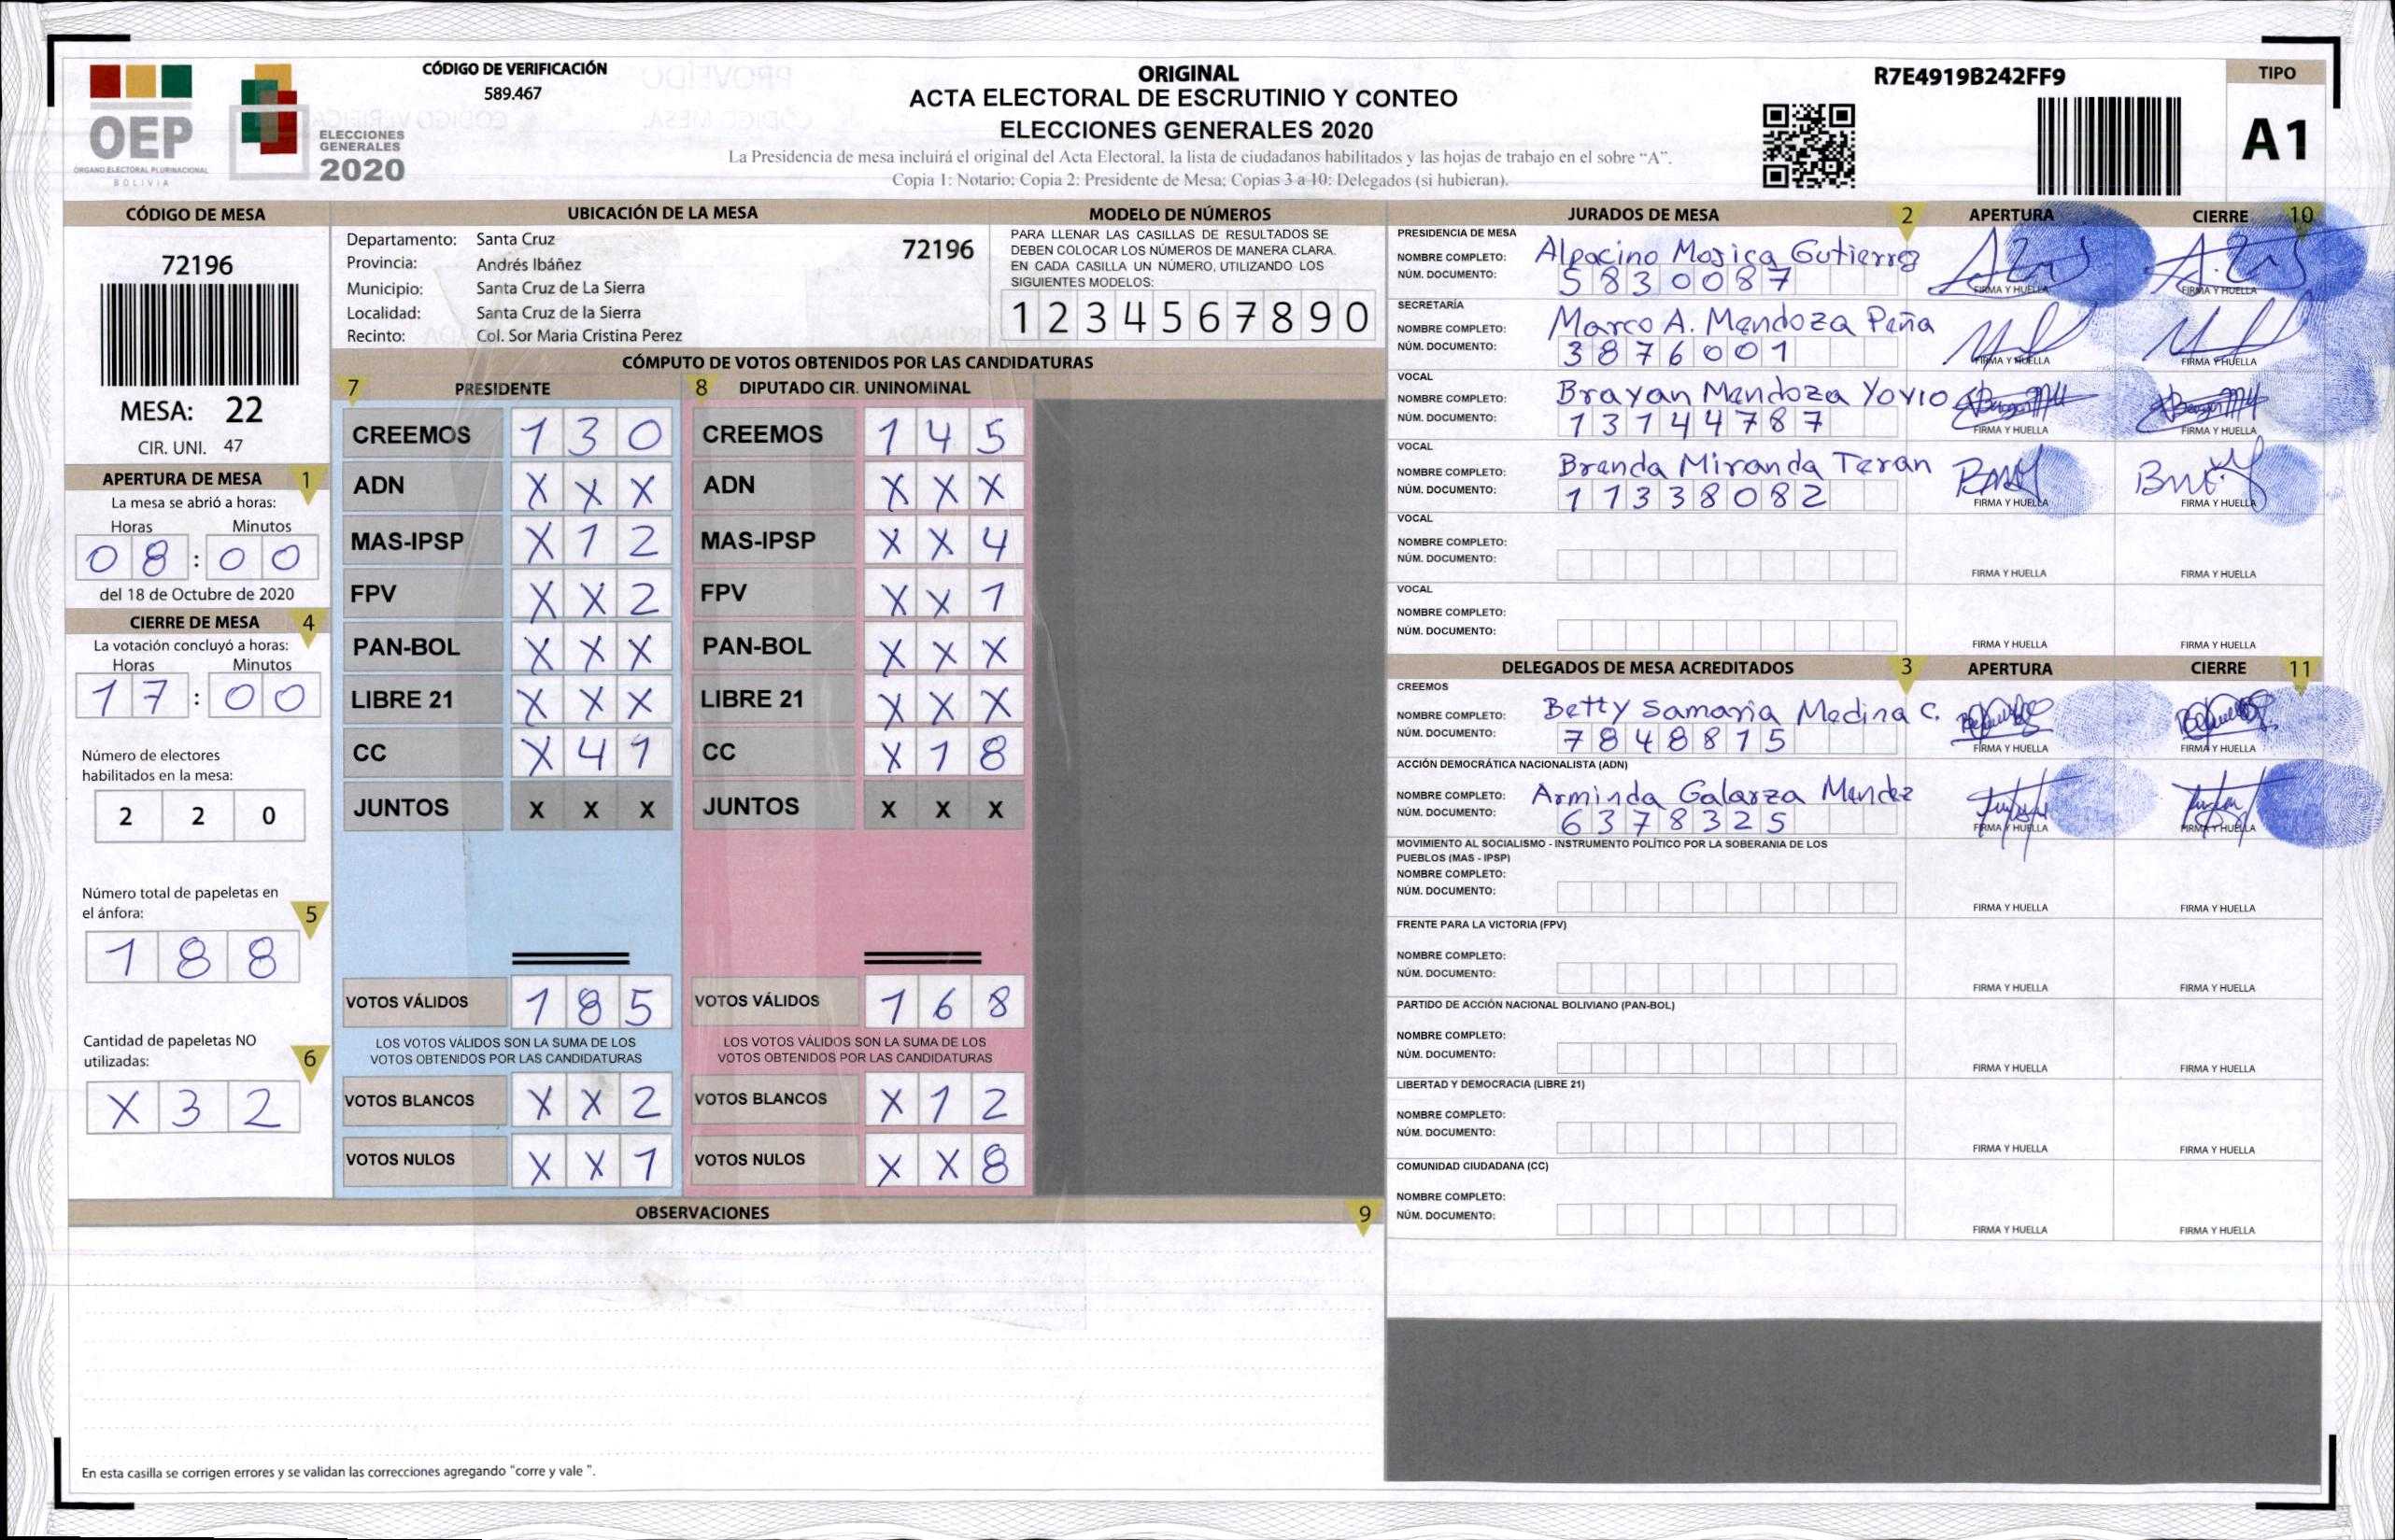 CÓDIGO DE VERIFICACIÓN
589.467
OEP
ÓRGANO ELECTORAL PLURINACIONAL
BOLIVIA
ELECCIONES
GENERALES
2020
ORIGINAL
ACTA ELECTORAL DE ESCRUTINIO Y CONTEO
ELECCIONES GENERALES 2020
La Presidencia de mesa incluirá el original del Acta Electoral, la lista de ciudadanos habilitados y las hojas de trabajo en el sobre “A”.
Copia 1: Notario; Copia 2: Presidente de Mesa; Copias 3 a 10: Delegados (si hubieran).
R7E4919B242FF9
TIPO
A1
CÓDIGO DE MESA
72196
MESA: 22
CIR. UNI. 47
APERTURA DE MESA 1
La mesa se abrió a horas:
Horas Minutos
08 : 00
del 18 de Octubre de 2020
CIERRE DE MESA 4
La votación concluyó a horas:
Horas Minutos
17 : 00
Número de electores
habilitados en la mesa:
2 2 0
Número total de papeletas en
el ánfora: 5
1 8 8
Cantidad de papeletas NO
utilizadas: 6
X 3 2
UBICACIÓN DE LA MESA
Departamento: Santa Cruz 72196
Provincia: Andrés Ibáñez
Municipio: Santa Cruz de La Sierra
Localidad: Santa Cruz de la Sierra
Recinto: Col. Sor Maria Cristina Perez
MODELO DE NÚMEROS
PARA LLENAR LAS CASILLAS DE RESULTADOS SE
DEBEN COLOCAR LOS NÚMEROS DE MANERA CLARA.
EN CADA CASILLA UN NÚMERO, UTILIZANDO LOS
SIGUIENTES MODELOS:
1 2 3 4 5 6 7 8 9 0
CÓMPUTO DE VOTOS OBTENIDOS POR LAS CANDIDATURAS
7 PRESIDENTE
CREEMOS 1 3 0
ADN X X X
MAS-IPSP X 1 2
FPV X X 2
PAN-BOL X X X
LIBRE 21 X X X
CC X 4 1
JUNTOS X X X
VOTOS VÁLIDOS 1 8 5
LOS VOTOS VÁLIDOS SON LA SUMA DE LOS
VOTOS OBTENIDOS POR LAS CANDIDATURAS
VOTOS BLANCOS X X 2
VOTOS NULOS X X 1
8 DIPUTADO CIR. UNINOMINAL
CREEMOS 1 4 5
ADN X X X
MAS-IPSP X X 4
FPV X X 1
PAN-BOL X X X
LIBRE 21 X X X
CC X 1 8
JUNTOS X X X
VOTOS VÁLIDOS 1 6 8
LOS VOTOS VÁLIDOS SON LA SUMA DE LOS
VOTOS OBTENIDOS POR LAS CANDIDATURAS
VOTOS BLANCOS X 1 2
VOTOS NULOS X X 8
OBSERVACIONES 9
En esta casilla se corrigen errores y se validan las correcciones agregando "corre y vale ".
JURADOS DE MESA 2 APERTURA CIERRE 10
PRESIDENCIA DE MESA
NOMBRE COMPLETO: Alpacino Mojica Gutierrez
NÚM. DOCUMENTO: 5830087
FIRMA Y HUELLA FIRMA Y HUELLA
SECRETARÍA
NOMBRE COMPLETO: Marco A. Mendoza Peña
NÚM. DOCUMENTO: 3876001
FIRMA Y HUELLA FIRMA Y HUELLA
VOCAL
NOMBRE COMPLETO: Brayan Mendoza Yovio
NÚM. DOCUMENTO: 13144787
FIRMA Y HUELLA FIRMA Y HUELLA
VOCAL
NOMBRE COMPLETO: Brenda Miranda Teran
NÚM. DOCUMENTO: 11338082
FIRMA Y HUELLA FIRMA Y HUELLA
VOCAL
NOMBRE COMPLETO:
NÚM. DOCUMENTO:
FIRMA Y HUELLA FIRMA Y HUELLA
VOCAL
NOMBRE COMPLETO:
NÚM. DOCUMENTO:
FIRMA Y HUELLA FIRMA Y HUELLA
DELEGADOS DE MESA ACREDITADOS 3 APERTURA CIERRE 11
CREEMOS
NOMBRE COMPLETO: Betty Samaria Medina C.
NÚM. DOCUMENTO: 7848815
FIRMA Y HUELLA FIRMA Y HUELLA
ACCIÓN DEMOCRÁTICA NACIONALISTA (ADN)
NOMBRE COMPLETO: Arminda Galarza Mendez
NÚM. DOCUMENTO: 6378325
FIRMA Y HUELLA FIRMA Y HUELLA
MOVIMIENTO AL SOCIALISMO - INSTRUMENTO POLÍTICO POR LA SOBERANIA DE LOS
PUEBLOS (MAS - IPSP)
NOMBRE COMPLETO:
NÚM. DOCUMENTO:
FIRMA Y HUELLA FIRMA Y HUELLA
FRENTE PARA LA VICTORIA (FPV)
NOMBRE COMPLETO:
NÚM. DOCUMENTO:
FIRMA Y HUELLA FIRMA Y HUELLA
PARTIDO DE ACCIÓN NACIONAL BOLIVIANO (PAN-BOL)
NOMBRE COMPLETO:
NÚM. DOCUMENTO:
FIRMA Y HUELLA FIRMA Y HUELLA
LIBERTAD Y DEMOCRACIA (LIBRE 21)
NOMBRE COMPLETO:
NÚM. DOCUMENTO:
FIRMA Y HUELLA FIRMA Y HUELLA
COMUNIDAD CIUDADANA (CC)
NOMBRE COMPLETO:
NÚM. DOCUMENTO:
FIRMA Y HUELLA FIRMA Y HUELLA